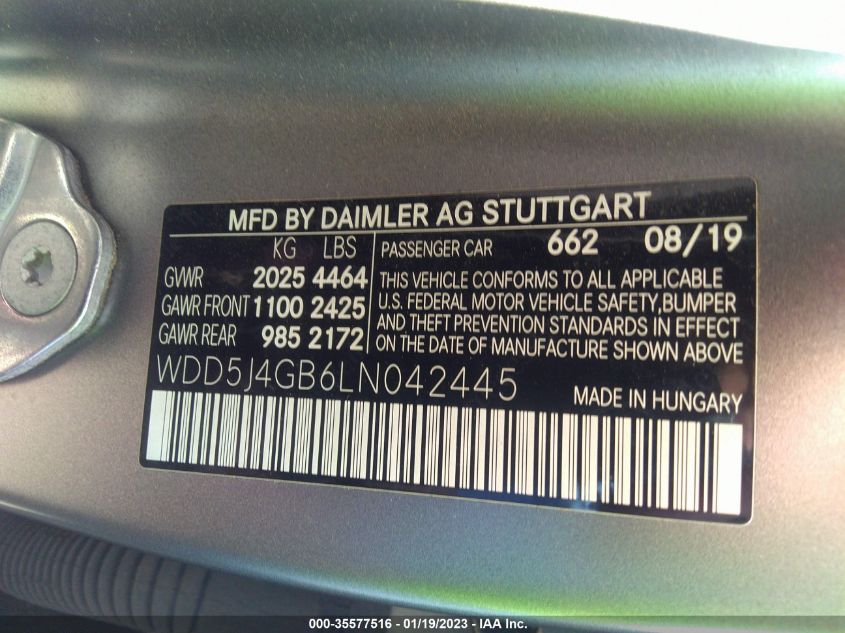 MFD BY DAIMLER AG STUTTGART
KG LBS
GVWR 2025 4464
GAWR FRONT 1100 2425
GAWR REAR 985 2172
PASSENGER CAR 662 08/19
THIS VEHICLE CONFORMS TO ALL APPLICABLE
U.S. FEDERAL MOTOR VEHICLE SAFETY,BUMPER
AND THEFT PREVENTION STANDARDS IN EFFECT
ON THE DATE OF MANUFACTURE SHOWN ABOVE
WDD5J4GB6LN042445
MADE IN HUNGARY
000-35577516 - 01/19/2023 - IAA Inc.